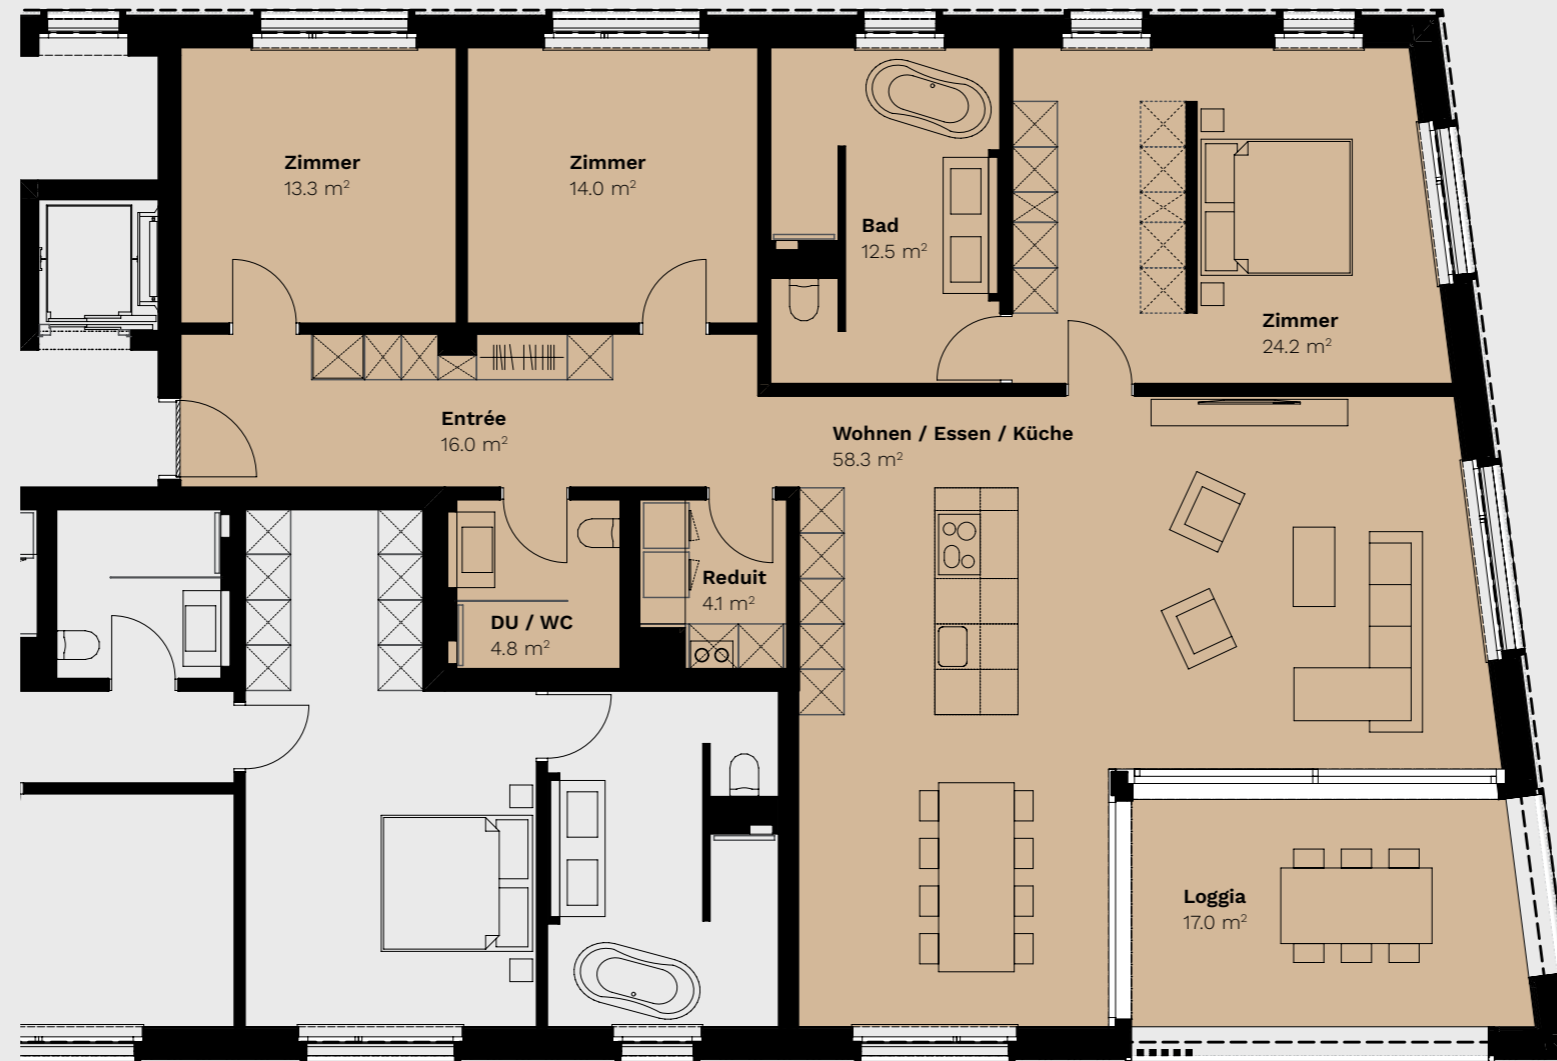 Zimmer
13.3 m²
Zimmer
14.0 m²
Bad
12.5 m²
Zimmer
24.2 m²
Entrée
16.0 m²
Wohnen / Essen / Küche
58.3 m²
Reduit
4.1 m²
DU / WC
4.8 m²
Loggia
17.0 m²